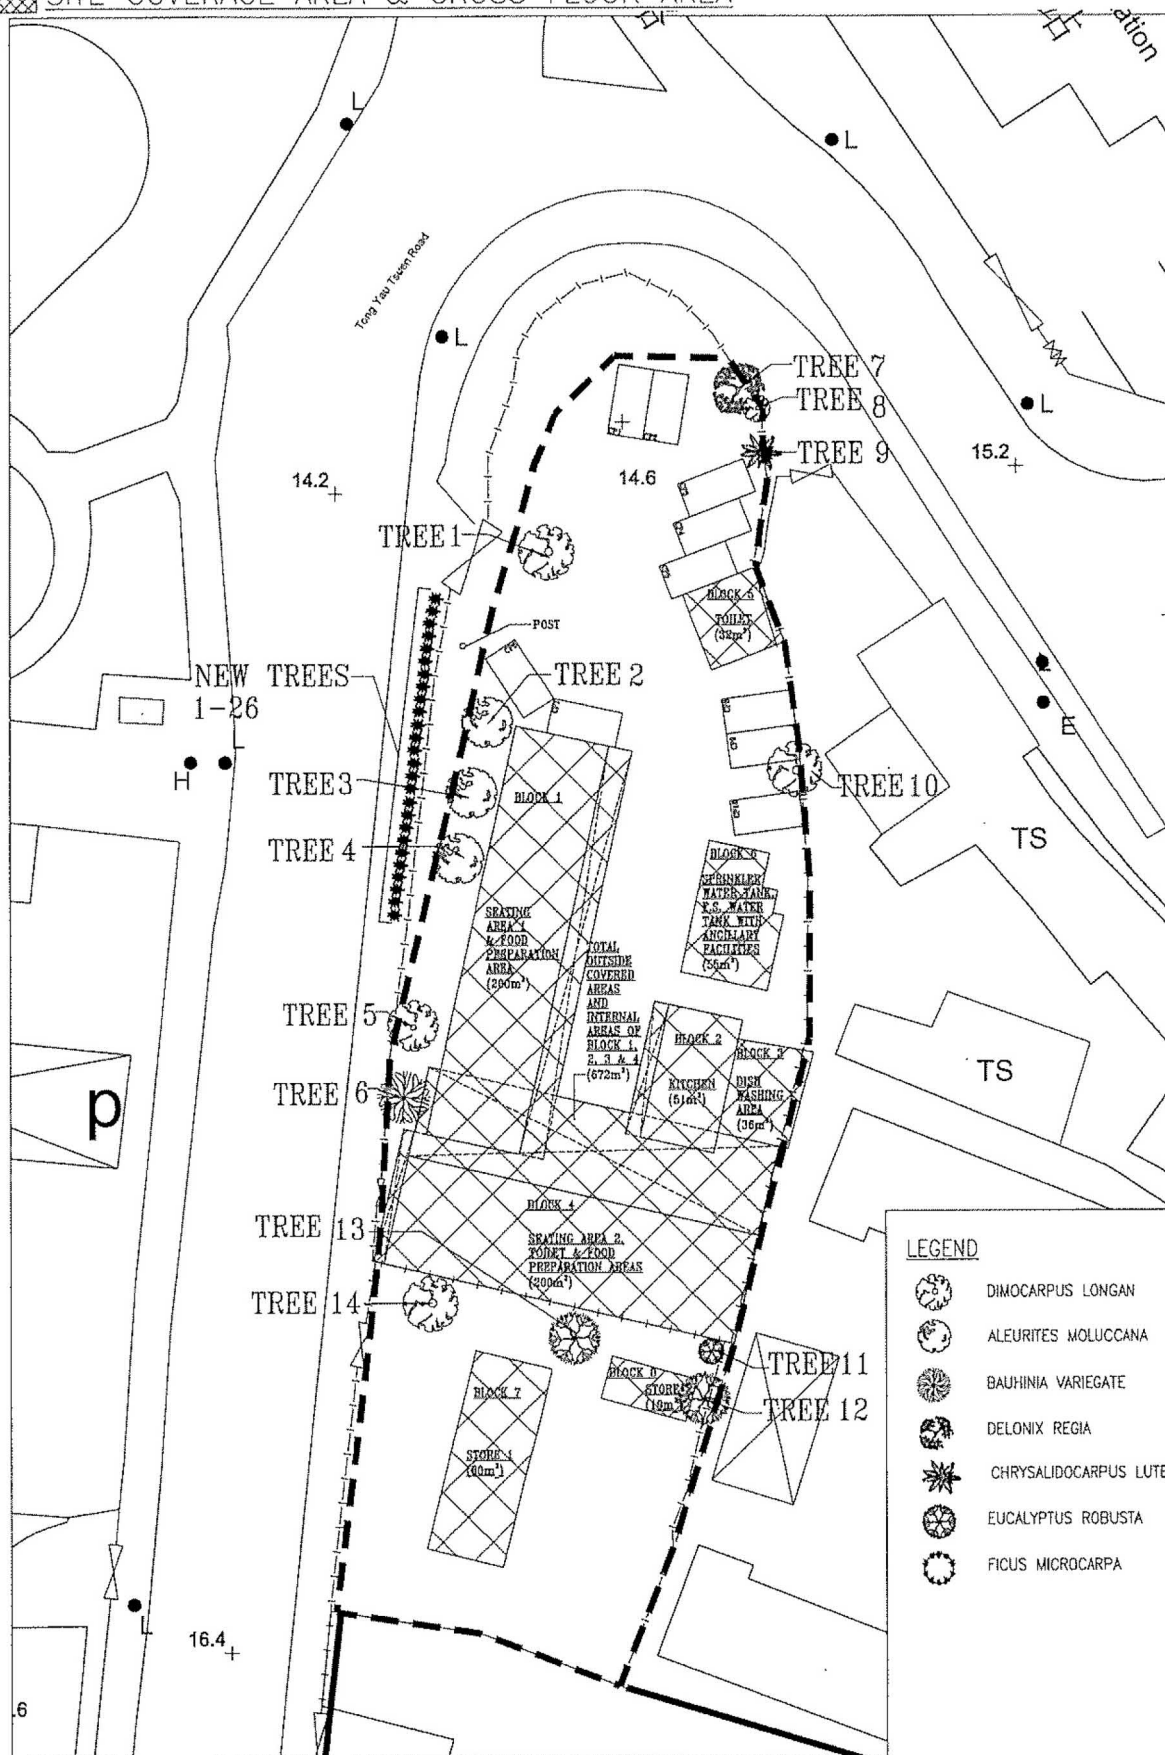 SITE COVERAGE AREA & GROSS FLOOR AREA
ation
L
L
Tong Yau Tsuen Road
L
TREE 7
TREE 8
L
TREE 9
15.2
14.2
14.6
TREE 1
BLOCK 5
TOILET
(32m²)
POST
NEW TREES
1-26
TREE 2
E
H
TREE 3
BLOCK 1
TREE 10
TREE 4
TS
BLOCK 6
SPRINKLER
WATER TANK,
F.S. WATER
TANK WITH
ANCILLARY
FACILITIES
(55m²)
SEATING
AREA 1
& FOOD
PREPARATION
AREA
(200m²)
TOTAL
OUTSIDE
COVERED
AREAS
AND
INTERNAL
AREAS OF
BLOCK 1,
2, 3 & 4
(672m²)
TREE 5
BLOCK 2
KITCHEN
(51m²)
BLOCK 3
DISH
WASHING
AREA
(36m²)
TS
TREE 6
p
BLOCK 4
SEATING AREA 2,
TOILET & FOOD
PREPARATION AREAS
(200m²)
TREE 13
TREE 14
TREE 11
BLOCK 8
STORE 2
(19m²)
TREE 12
BLOCK 7
STORE 1
(60m²)
L
16.4
.6
LEGEND
DIMOCARPUS LONGAN
ALEURITES MOLUCCANA
BAUHINIA VARIEGATE
DELONIX REGIA
CHRYSALIDOCARPUS LUTE
EUCALYPTUS ROBUSTA
FICUS MICROCARPA